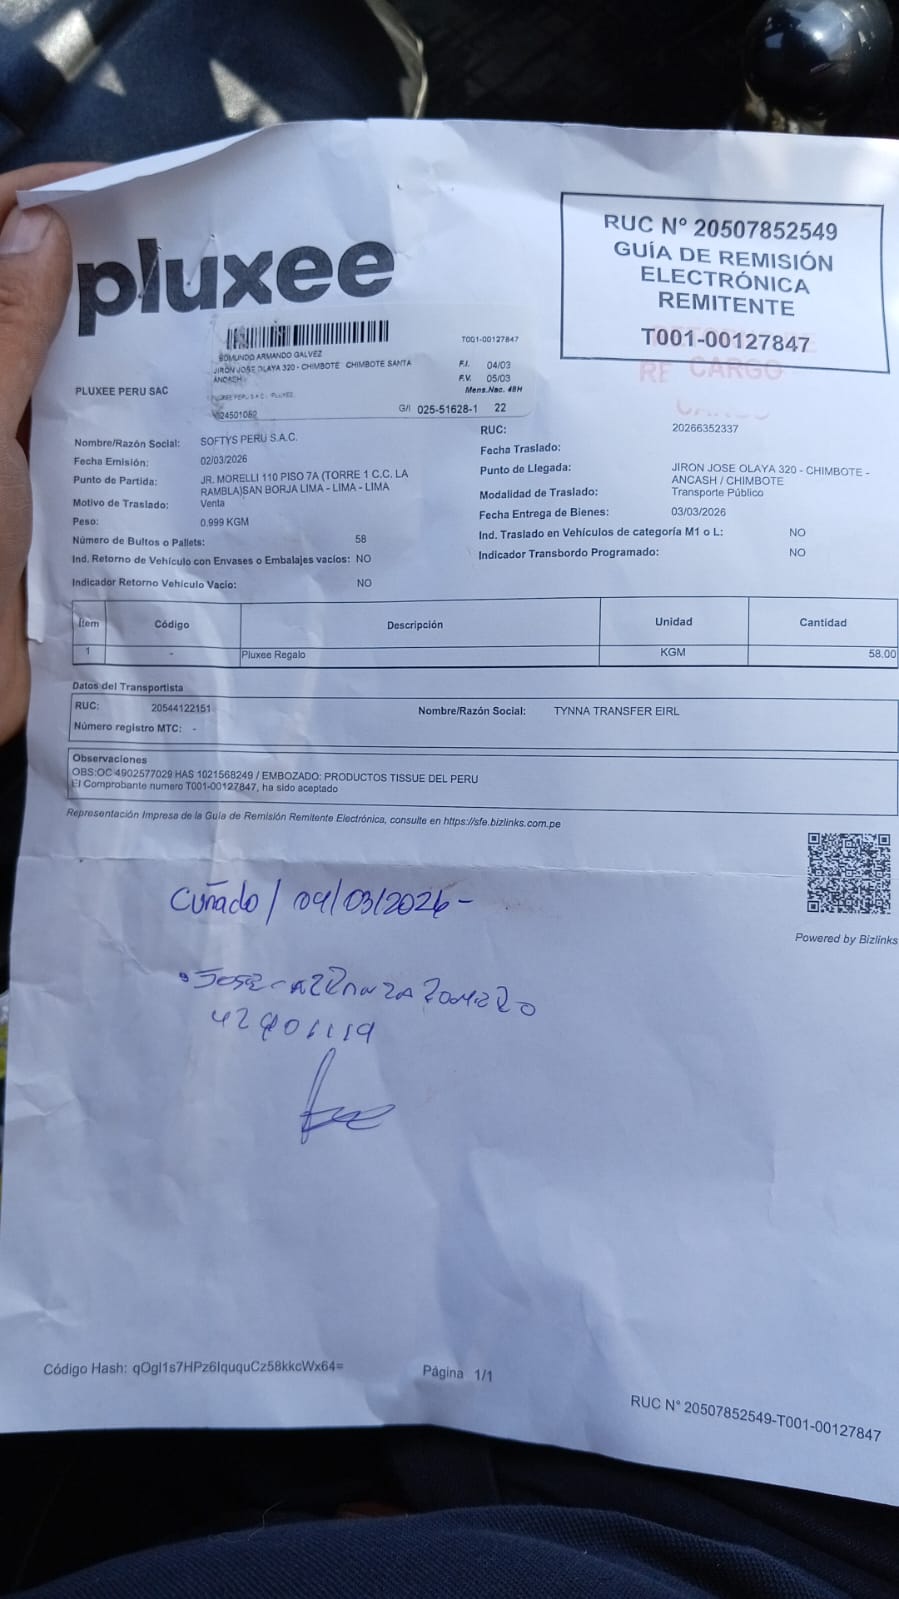 pluxee
RUC Nº 20507852549
GUÍA DE REMISIÓN
ELECTRÓNICA
REMITENTE
T001-00127847
CARGO
T001-00127847
EDMUNDO ARMANDO GALVEZ
JIRON JOSE OLAYA 320 - CHIMBOTE CHIMBOTE SANTA
ANCASH
F.I. 04/03
F.V. 05/03
Mens.Nac. 48H
G/I 025-51628-1 22
PLUXEE PERU SAC
Nombre/Razón Social: SOFTYS PERU S.A.C.
Fecha Emisión: 02/03/2026
Punto de Partida: JR. MORELLI 110 PISO 7A (TORRE 1 C.C. LA
RAMBLA)SAN BORJA LIMA - LIMA - LIMA
Motivo de Traslado: Venta
Peso: 0.999 KGM
Número de Bultos o Pallets: 58
Ind. Retorno de Vehículo con Envases o Embalajes vacíos: NO
Indicador Retorno Vehículo Vacio: NO
RUC: 20266352337
Fecha Traslado:
Punto de Llegada: JIRON JOSE OLAYA 320 - CHIMBOTE -
ANCASH / CHIMBOTE
Modalidad de Traslado: Transporte Público
Fecha Entrega de Bienes: 03/03/2026
Ind. Traslado en Vehículos de categoría M1 o L: NO
Indicador Transbordo Programado: NO
Ítem Código Descripción Unidad Cantidad
1 - Pluxee Regalo KGM 58.00
Datos del Transportista
RUC: 20544122151 Nombre/Razón Social: TYNNA TRANSFER EIRL
Número registro MTC: -
Observaciones
OBS:OC 4902577029 HAS 1021568249 / EMBOZADO: PRODUCTOS TISSUE DEL PERU
El Comprobante numero T001-00127847, ha sido aceptado
Representación Impresa de la Guía de Remisión Remitente Electrónica, consulte en https://sfe.bizlinks.com.pe
Powered by Bizlinks
Cuñado / 04/03/2026-
Código Hash: qOgI1s7HPz6IququCz58kkcWx64=
Página 1/1
RUC N° 20507852549-T001-00127847